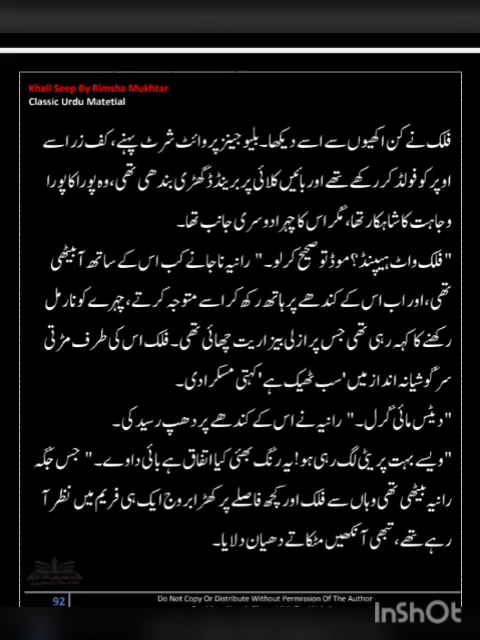 Khali Seep By Rimsha Mukhtar
Classic Urdu Matetial
فلک نے کن اکھیوں سے اسے دیکھا۔ بلیو جینز پر وائٹ شرٹ پہنے، کف زرا سے
اوپر کو فولڈ کر رکھے تھے اور بائیں کلائی پر برینڈڈ گھڑی بندھی تھی، وہ پورا کا پورا
وجاہت کا شاہکار تھا، مگر اس کا چہرا دوسری جانب تھا۔
"فلک واٹ ہیپنڈ؟ موڈ تو صحیح کر لو۔" رانیہ ناجانے کب اس کے ساتھ آ بیٹھی
تھی، اور اب اس کے کندھے پر ہاتھ رکھ کر اسے متوجہ کرتے، چہرے کو نارمل
رکھنے کا کہہ رہی تھی جس پر ازلی بیزاریت چھائی تھی۔ فلک اس کی طرف مڑتی
سرگوشیانہ انداز میں 'سب ٹھیک ہے' کہتی مسکرا دی۔
"دیٹس مائی گرل۔" رانیہ نے اس کے کندھے پر دھپ رسید کی۔
"ویسے بہت پریٹی لگ رہی ہو! یہ رنگ بھئی کیا اتفاق ہے بائی دا وے۔" جس جگہ
رانیہ بیٹھی تھی وہاں سے فلک اور کچھ فاصلے پر کھڑا بروج ایک ہی فریم میں نظر آ
رہے تھے، تبھی آنکھیں مٹکاتے دھیان دلایا۔
92
Do Not Copy Or Distribute Without Permission Of The Author
InShOt